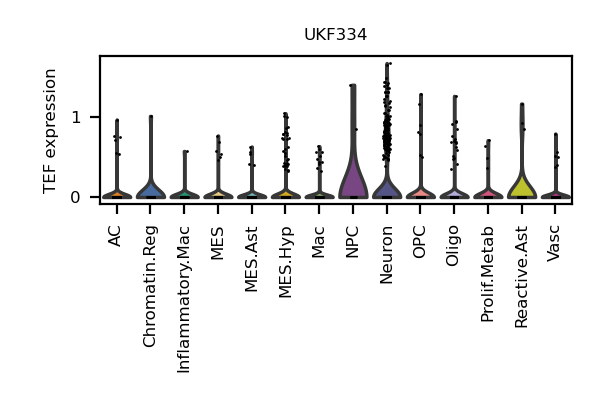 UKF334
TEF expression
1
0
AC
Chromatin.Reg
Inflammatory.Mac
MES
MES.Ast
MES.Hyp
Mac
NPC
Neuron
OPC
Oligo
Prolif.Metab
Reactive.Ast
Vasc